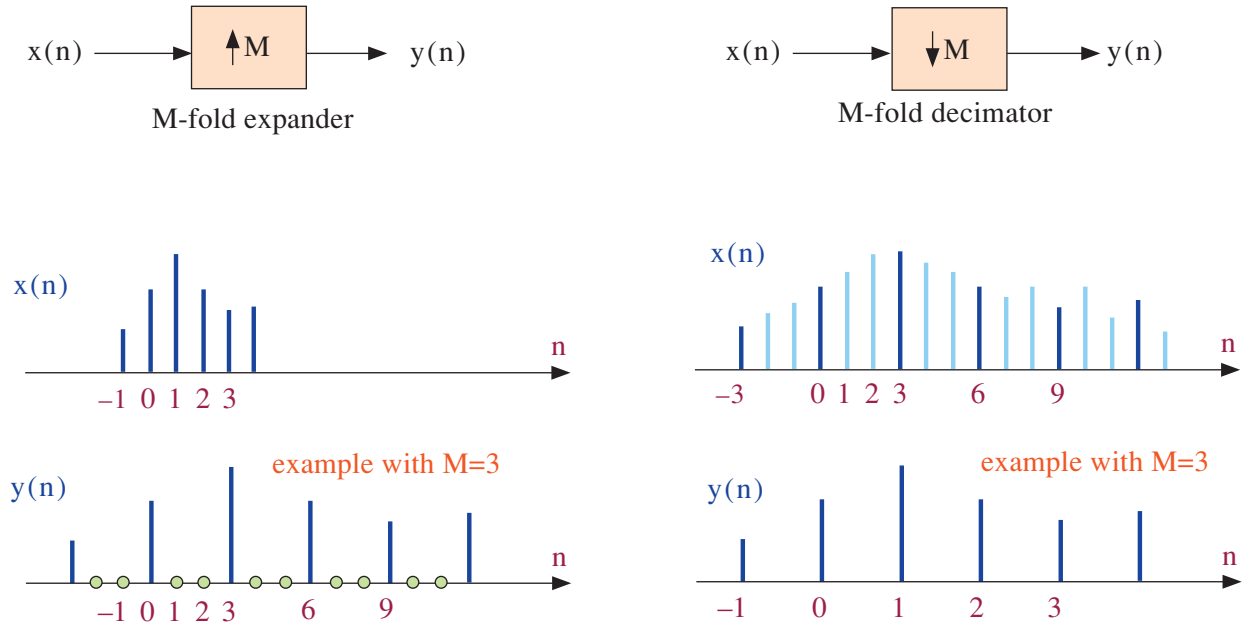 x(n) ↑M y(n)
M-fold expander
x(n) ↓M y(n)
M-fold decimator
x(n)
n
–1 0 1 2 3
example with M=3
y(n)
n
–1 0 1 2 3 6 9
x(n)
n
–3 0 1 2 3 6 9
example with M=3
y(n)
n
–1 0 1 2 3